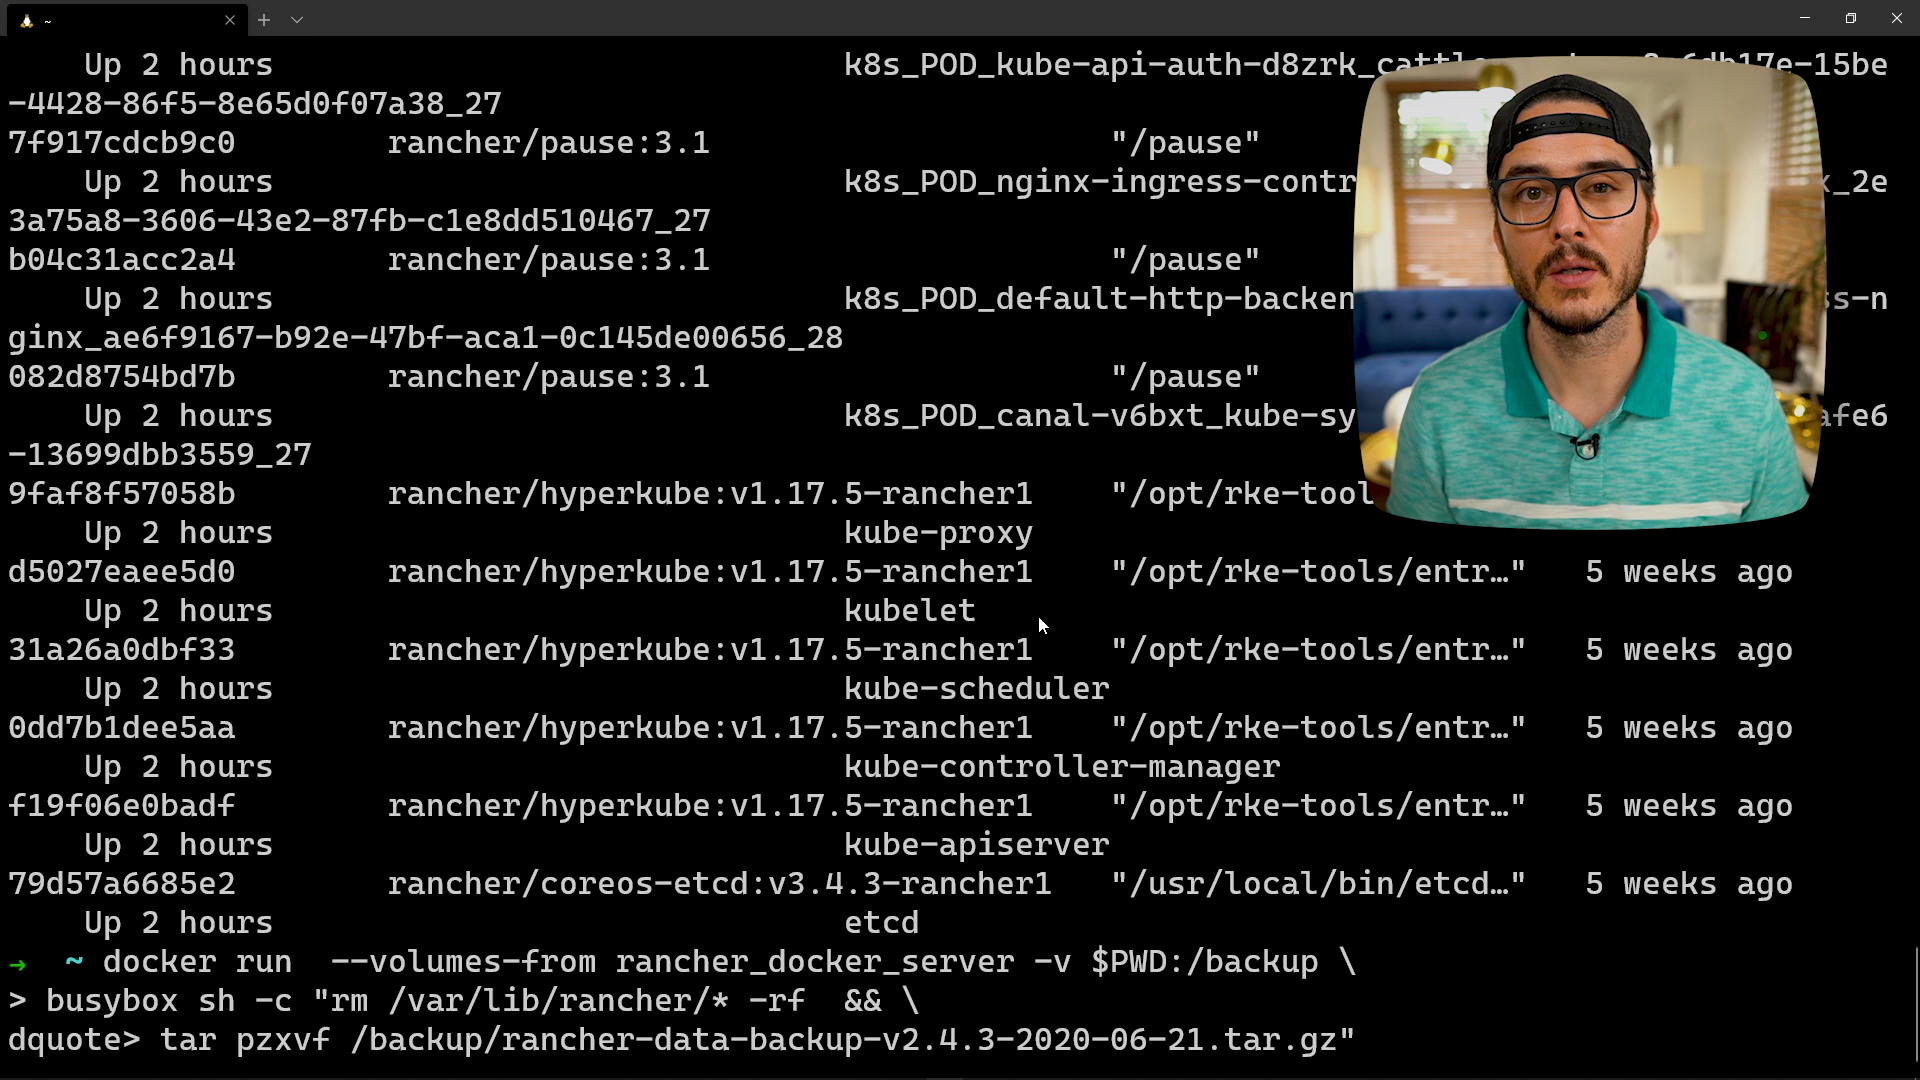 ~
Up 2 hours k8s_POD_kube-api-auth-d8zrk_cattle 15be
-4428-86f5-8e65d0f07a38_27
7f917cdcb9c0 rancher/pause:3.1 "/pause"
Up 2 hours k8s_POD_nginx-ingress-contr x_2e
3a75a8-3606-43e2-87fb-c1e8dd510467_27
b04c31acc2a4 rancher/pause:3.1 "/pause"
Up 2 hours k8s_POD_default-http-backen ss-n
ginx_ae6f9167-b92e-47bf-aca1-0c145de00656_28
082d8754bd7b rancher/pause:3.1 "/pause"
Up 2 hours k8s_POD_canal-v6bxt_kube-sy afe6
-13699dbb3559_27
9faf8f57058b rancher/hyperkube:v1.17.5-rancher1 "/opt/rke-tool
Up 2 hours kube-proxy
d5027eaee5d0 rancher/hyperkube:v1.17.5-rancher1 "/opt/rke-tools/entr…" 5 weeks ago
Up 2 hours kubelet
31a26a0dbf33 rancher/hyperkube:v1.17.5-rancher1 "/opt/rke-tools/entr…" 5 weeks ago
Up 2 hours kube-scheduler
0dd7b1dee5aa rancher/hyperkube:v1.17.5-rancher1 "/opt/rke-tools/entr…" 5 weeks ago
Up 2 hours kube-controller-manager
f19f06e0badf rancher/hyperkube:v1.17.5-rancher1 "/opt/rke-tools/entr…" 5 weeks ago
Up 2 hours kube-apiserver
79d57a6685e2 rancher/coreos-etcd:v3.4.3-rancher1 "/usr/local/bin/etcd…" 5 weeks ago
Up 2 hours etcd
→ ~ docker run --volumes-from rancher_docker_server -v $PWD:/backup \
> busybox sh -c "rm /var/lib/rancher/* -rf && \
dquote> tar pzxvf /backup/rancher-data-backup-v2.4.3-2020-06-21.tar.gz"